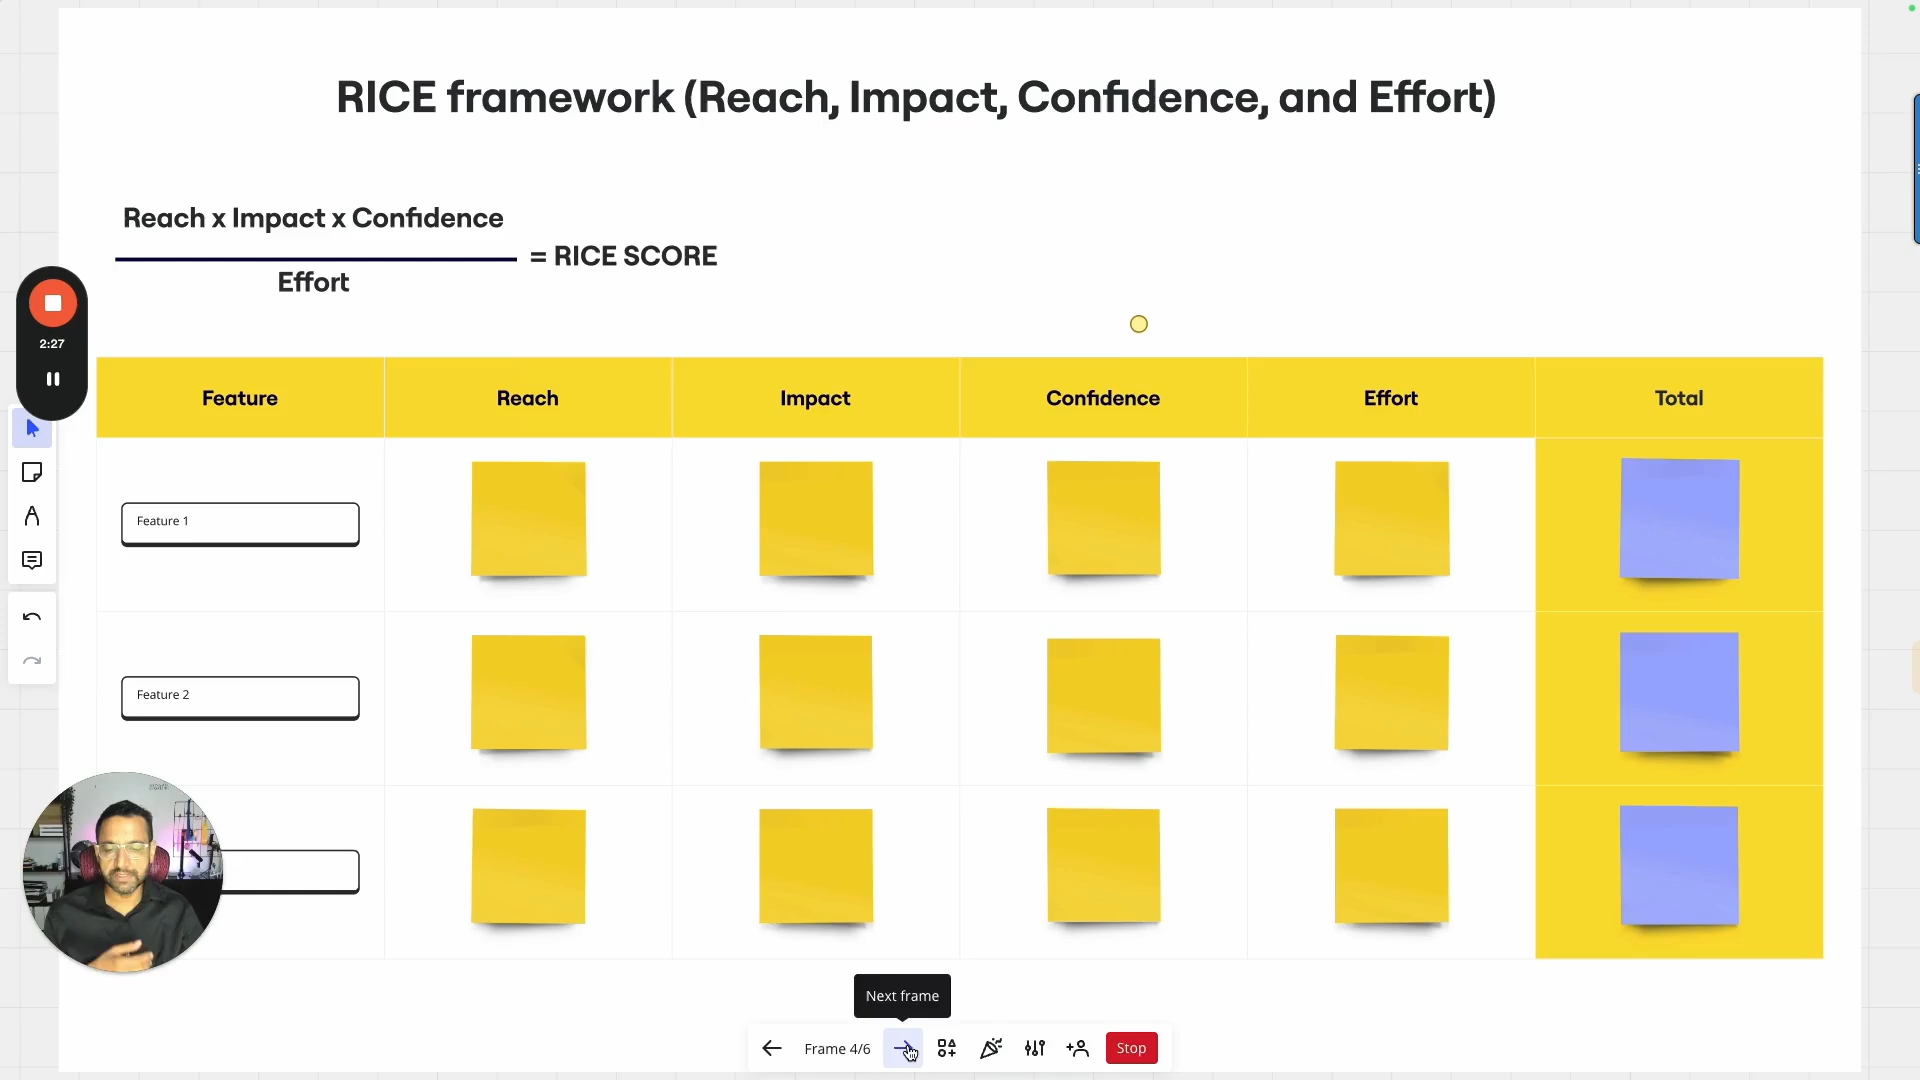 RICE framework (Reach, Impact, Confidence, and Effort)
Reach x Impact x Confidence
= RICE SCORE
Effort
2:27
Feature Reach Impact Confidence Effort Total
Feature 1
Feature 2
Next frame
Frame 4/6
Stop